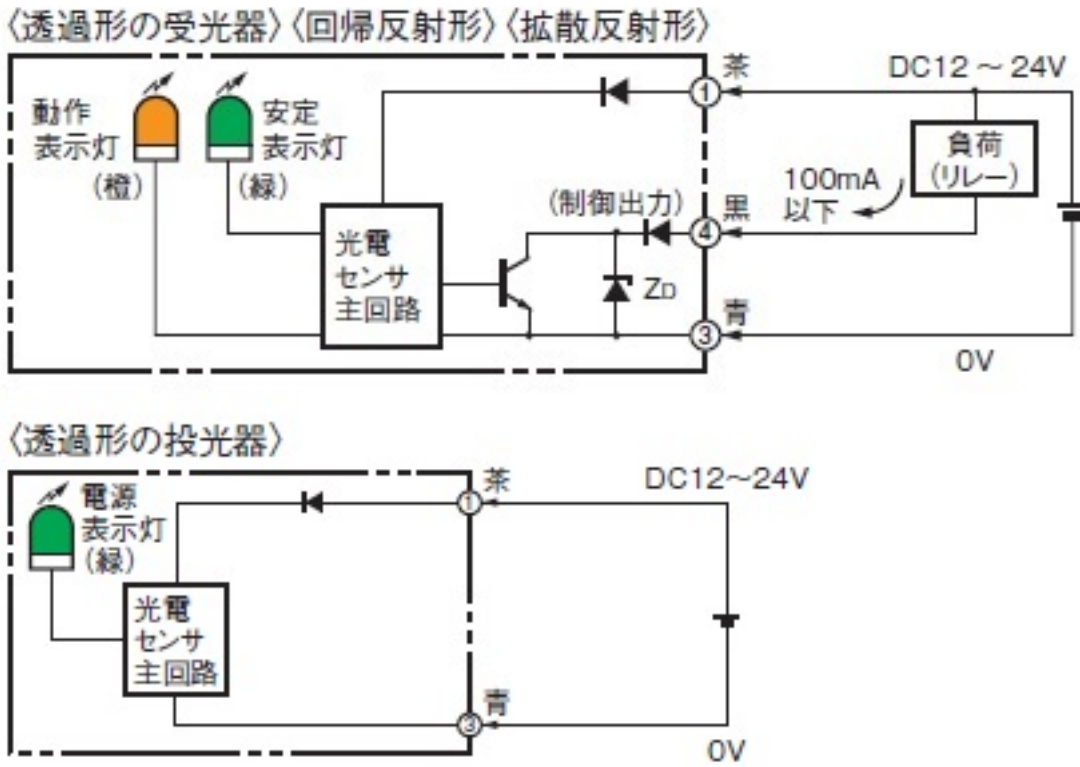 〈透過形の受光器〉〈回帰反射形〉〈拡散反射形〉
動作
表示灯
(橙)
安定
表示灯
(緑)
光電
センサ
主回路
(制御出力)
ZD
①
茶
④
黒
③
青
DC12～24V
負荷
(リレー)
100mA
以下
0V
〈透過形の投光器〉
電源
表示灯
(緑)
光電
センサ
主回路
①
茶
③
青
DC12～24V
0V